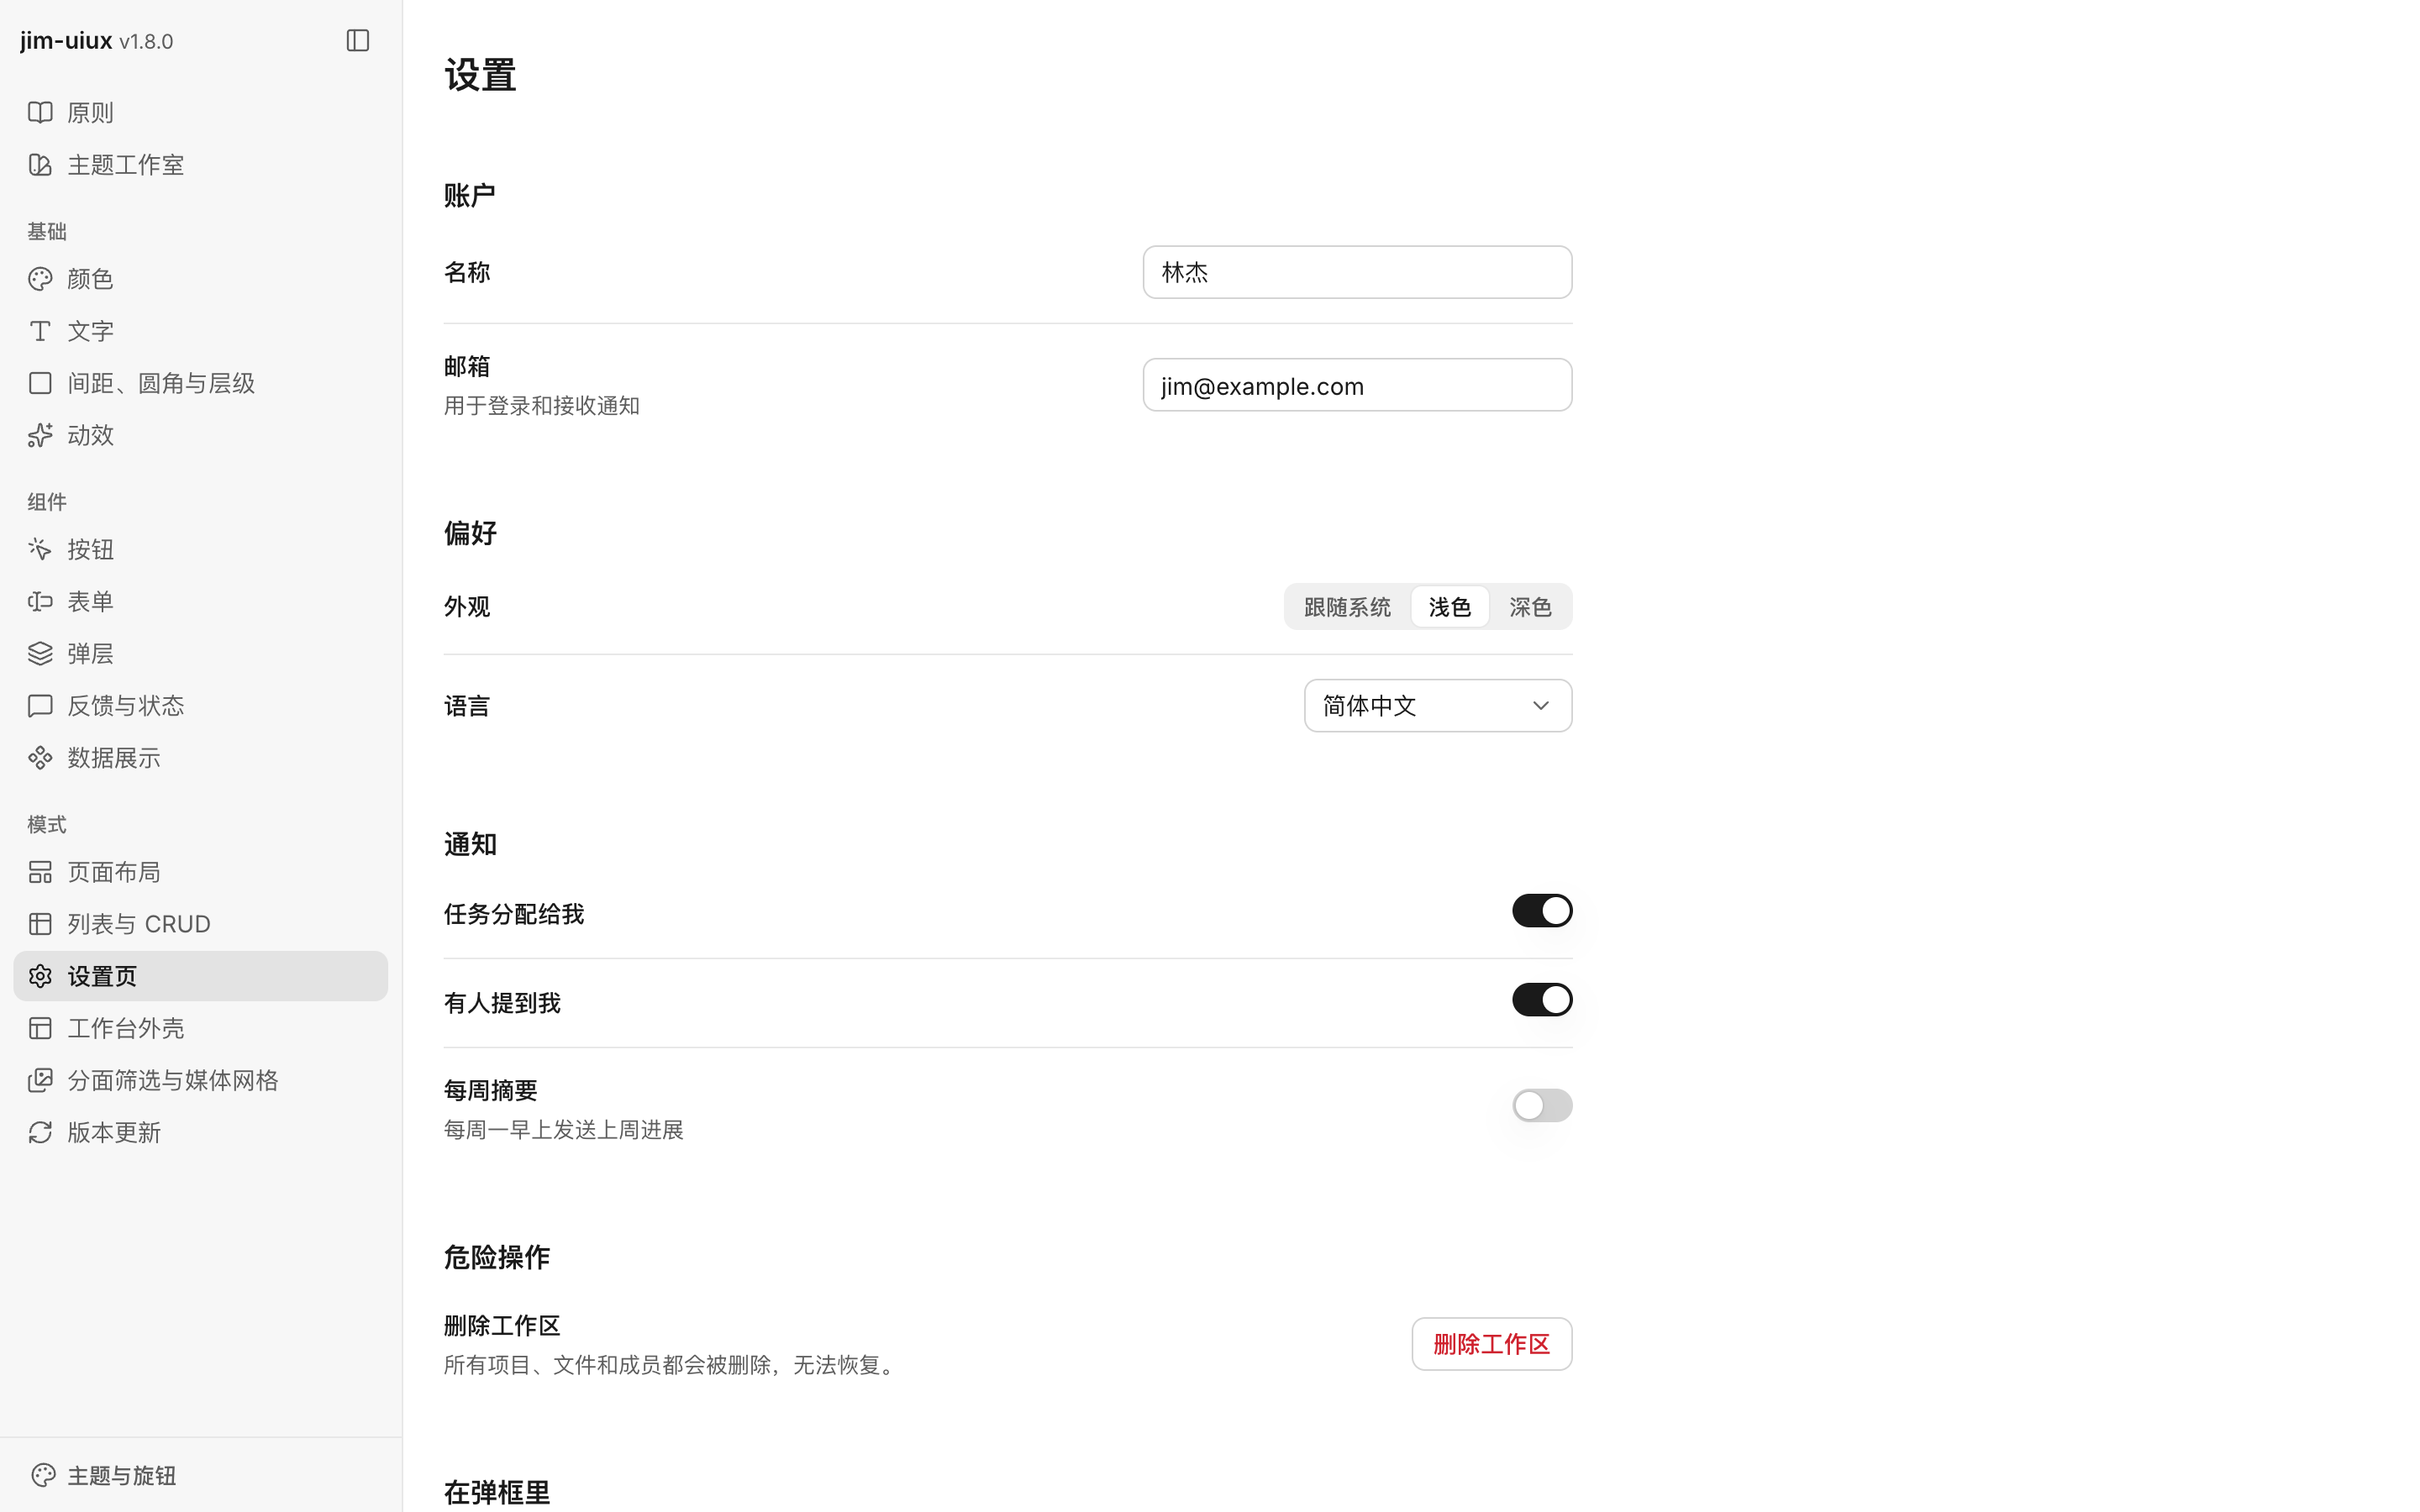 jim-uiux v1.8.0
原则
主题工作室
基础
颜色
文字
间距、圆角与层级
动效
组件
按钮
表单
弹层
反馈与状态
数据展示
模式
页面布局
列表与 CRUD
设置页
工作台外壳
分面筛选与媒体网格
版本更新
主题与旋钮
设置
账户
名称
林杰
邮箱
用于登录和接收通知
jim@example.com
偏好
外观
跟随系统 浅色 深色
语言
简体中文
通知
任务分配给我
有人提到我
每周摘要
每周一早上发送上周进展
危险操作
删除工作区
所有项目、文件和成员都会被删除，无法恢复。
删除工作区
在弹框里